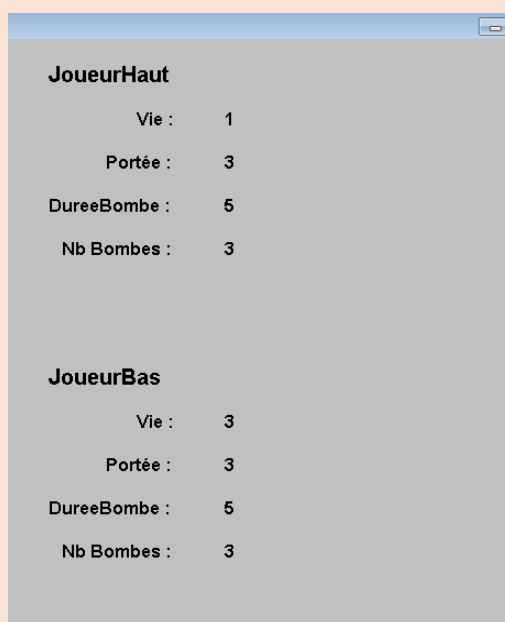 JoueurHaut
Vie : 1
Portée : 3
DureeBombe : 5
Nb Bombes : 3
JoueurBas
Vie : 3
Portée : 3
DureeBombe : 5
Nb Bombes : 3